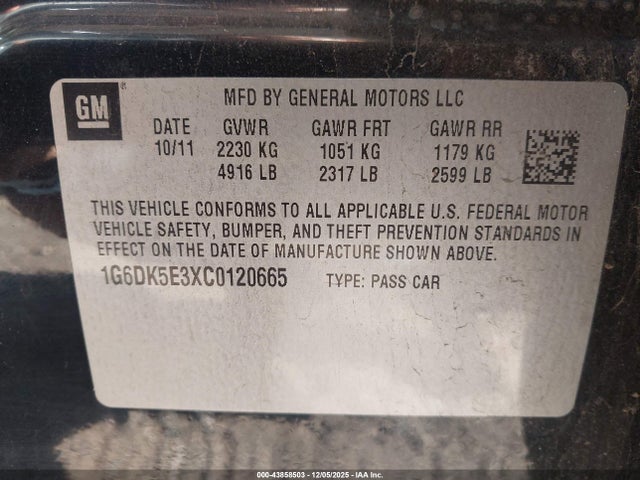 GM
MFD BY GENERAL MOTORS LLC
DATE GVWR GAWR FRT GAWR RR
10/11 2230 KG 1051 KG 1179 KG
4916 LB 2317 LB 2599 LB
THIS VEHICLE CONFORMS TO ALL APPLICABLE U.S. FEDERAL MOTOR
VEHICLE SAFETY, BUMPER, AND THEFT PREVENTION STANDARDS IN
EFFECT ON THE DATE OF MANUFACTURE SHOWN ABOVE.
1G6DK5E3XC0120665 TYPE: PASS CAR
00-43858503 - 12/05/2025 - IAA Inc.